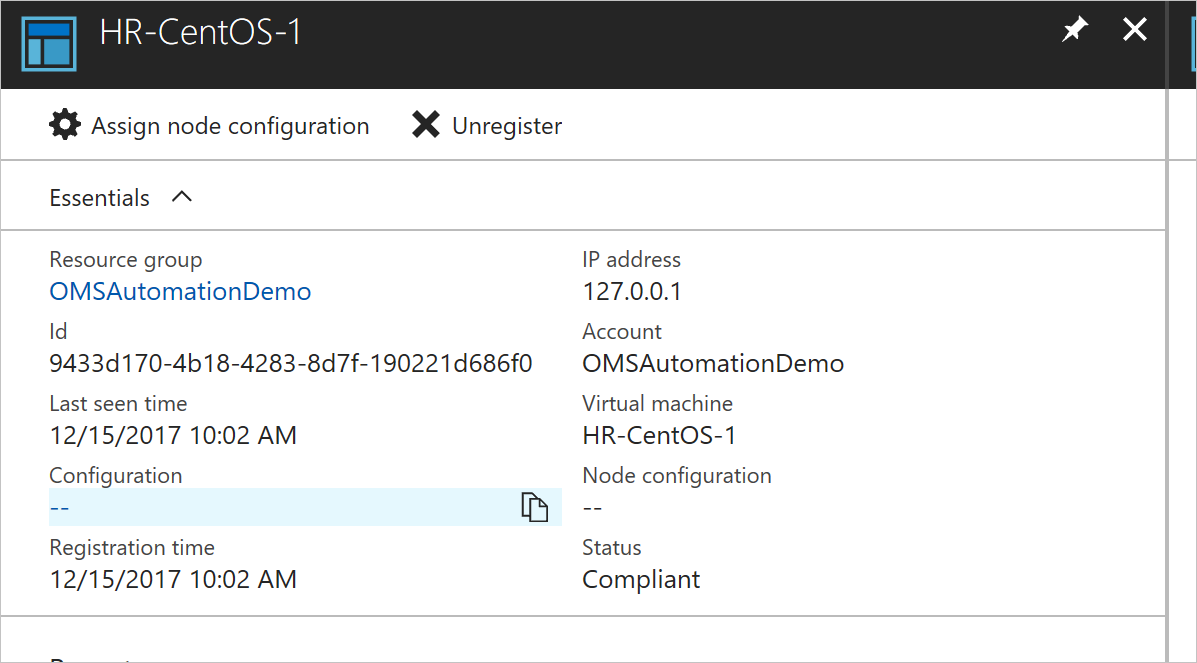 HR-CentOS-1
Assign node configuration
Unregister
Essentials
Resource group
OMSAutomationDemo
IP address
127.0.0.1
Id
9433d170-4b18-4283-8d7f-190221d686f0
Account
OMSAutomationDemo
Last seen time
12/15/2017 10:02 AM
Virtual machine
HR-CentOS-1
Configuration
--
Node configuration
--
Registration time
12/15/2017 10:02 AM
Status
Compliant